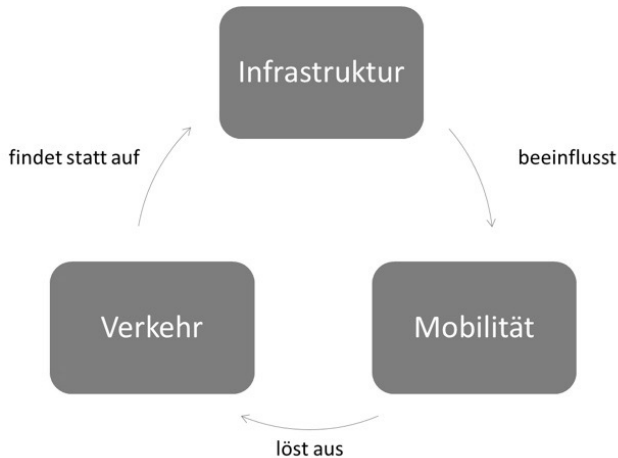 Infrastruktur
findet statt auf
beeinflusst
Verkehr
Mobilität
löst aus